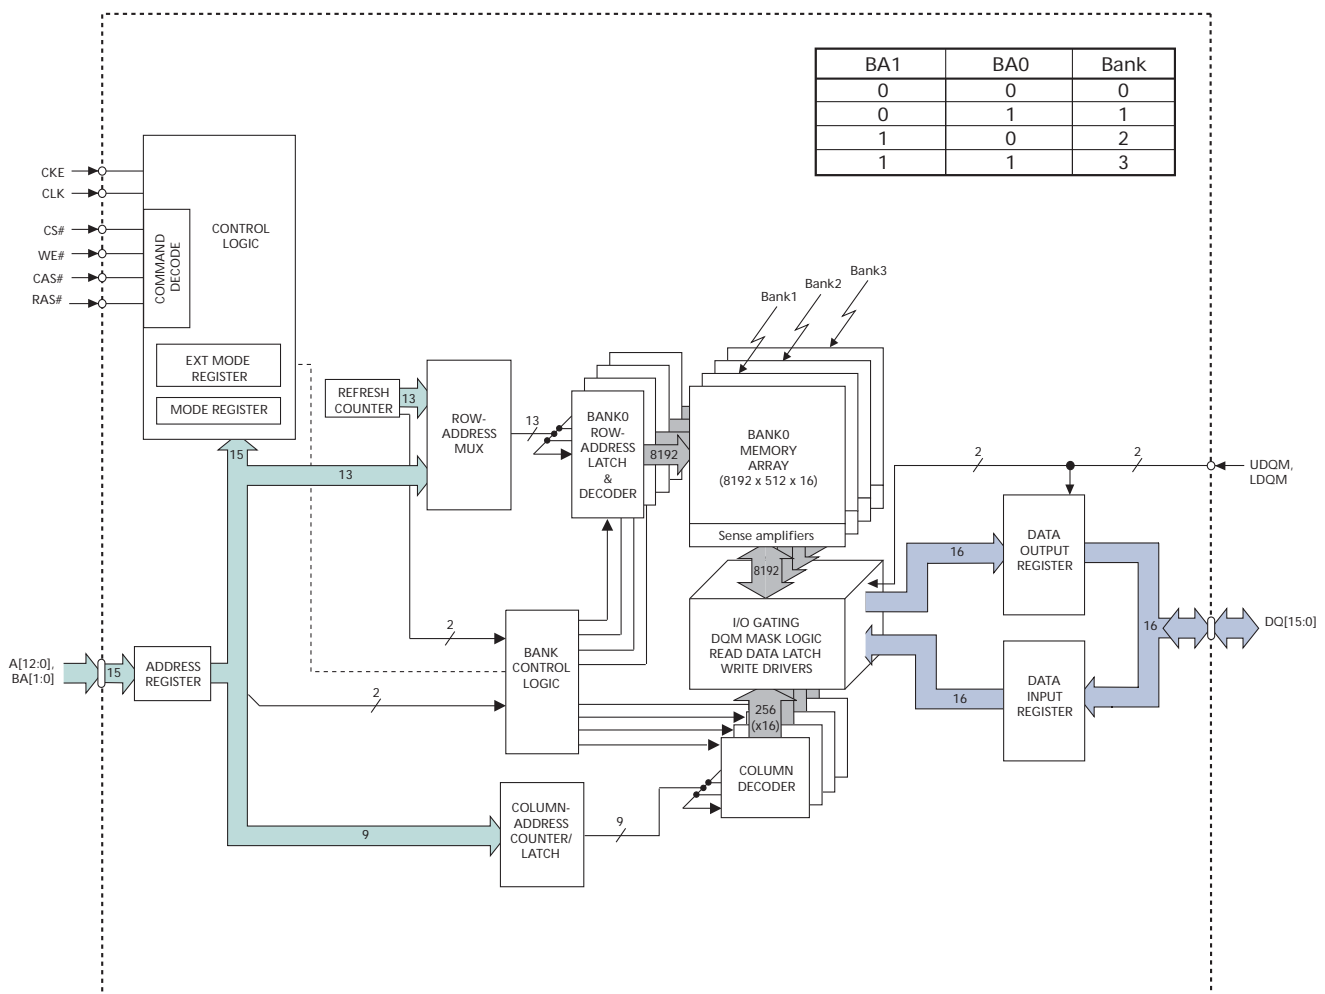 BA1 BA0 Bank
0 0 0
0 1 1
1 0 2
1 1 3
CKE
CLK
CS#
WE#
CAS#
RAS#
CONTROL
LOGIC
COMMAND
DECODE
EXT MODE
REGISTER
MODE REGISTER
15
REFRESH
COUNTER
13
13
ROW-
ADDRESS
MUX
13
BANK0
ROW-
ADDRESS
LATCH
&
DECODER
8192
Bank1
Bank2
Bank3
BANK0
MEMORY
ARRAY
(8192 x 512 x 16)
Sense amplifiers
8192
I/O GATING
DQM MASK LOGIC
READ DATA LATCH
WRITE DRIVERS
2
2
UDQM,
LDQM
DATA
OUTPUT
REGISTER
16
16
DQ[15:0]
DATA
INPUT
REGISTER
16
A[12:0],
BA[1:0]
15
ADDRESS
REGISTER
2
2
BANK
CONTROL
LOGIC
256
(x16)
COLUMN
DECODER
9
COLUMN-
ADDRESS
COUNTER/
LATCH
9